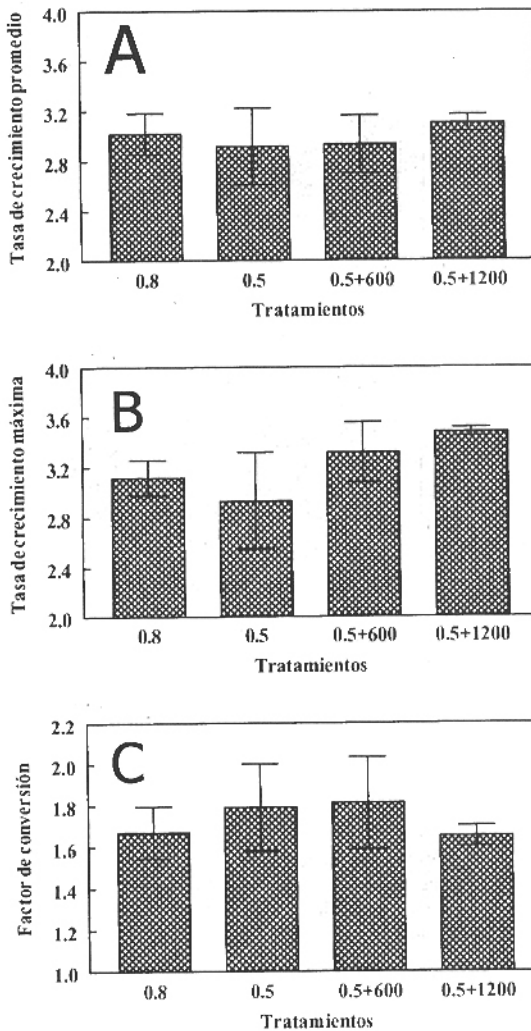 A
Tasa de crecimiento promedio
4.0
3.6
3.2
2.8
2.4
2.0
0.8 0.5 0.5+600 0.5+1200
Tratamientos
B
Tasa de crecimiento máxima
4.0
3.6
3.2
2.8
2.4
2.0
0.8 0.5 0.5+600 0.5+1200
Tratamientos
C
Factor de conversión
2.2
2.0
1.8
1.6
1.4
1.2
1.0
0.8 0.5 0.5+600 0.5+1200
Tratamientos